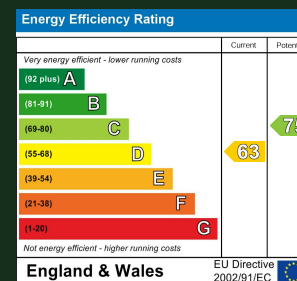 Energy Efficiency Rating
Current
Very energy efficient - lower running costs
(92 plus) A
(81-91) B
(69-80) C
(55-68) D
63
(39-54) E
(21-38) F
(1-20) G
Not energy efficient - higher running costs
England & Wales
EU Directive
2002/91/EC